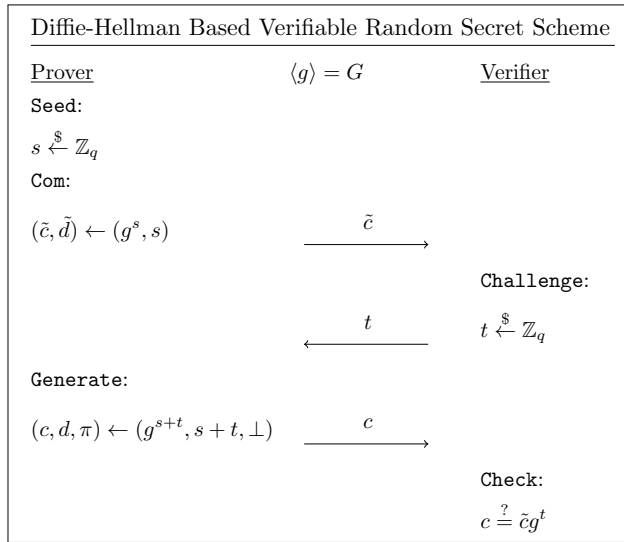 Diffie-Hellman Based Verifiable Random Secret Scheme
Prover ⟨g⟩ = G Verifier
Seed:
s ←$ ℤ_q
Com:
(c̃, d̃) ← (g^s, s) c̃
Challenge:
t t ←$ ℤ_q
Generate:
(c, d, π) ← (g^{s+t}, s + t, ⊥) c
Check:
c ≟ c̃g^t